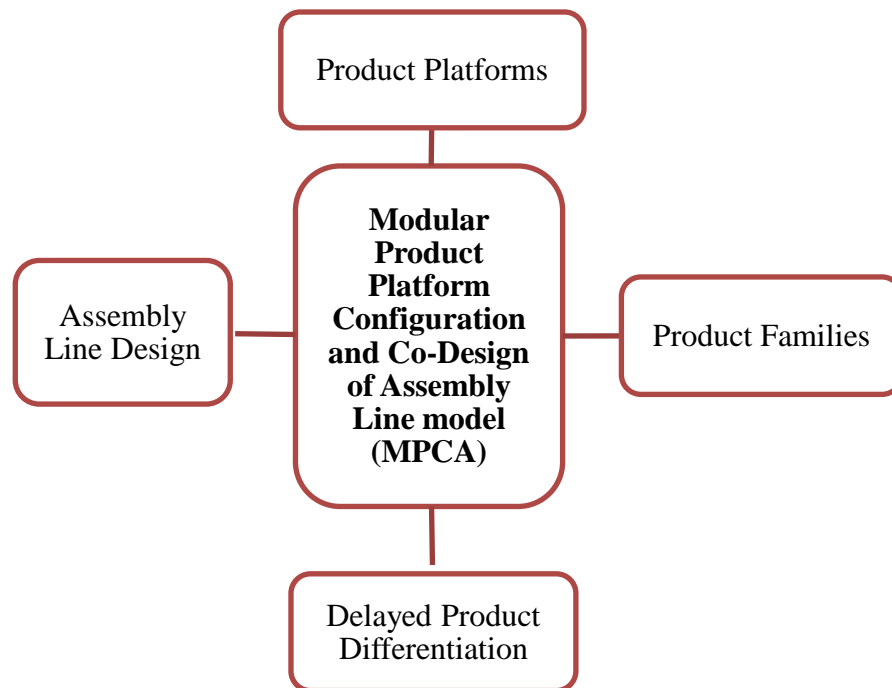 Product Platforms
Modular
Product
Platform
Configuration
and Co-Design
of Assembly
Line model
(MPCA)
Assembly
Line Design
Product Families
Delayed Product
Differentiation